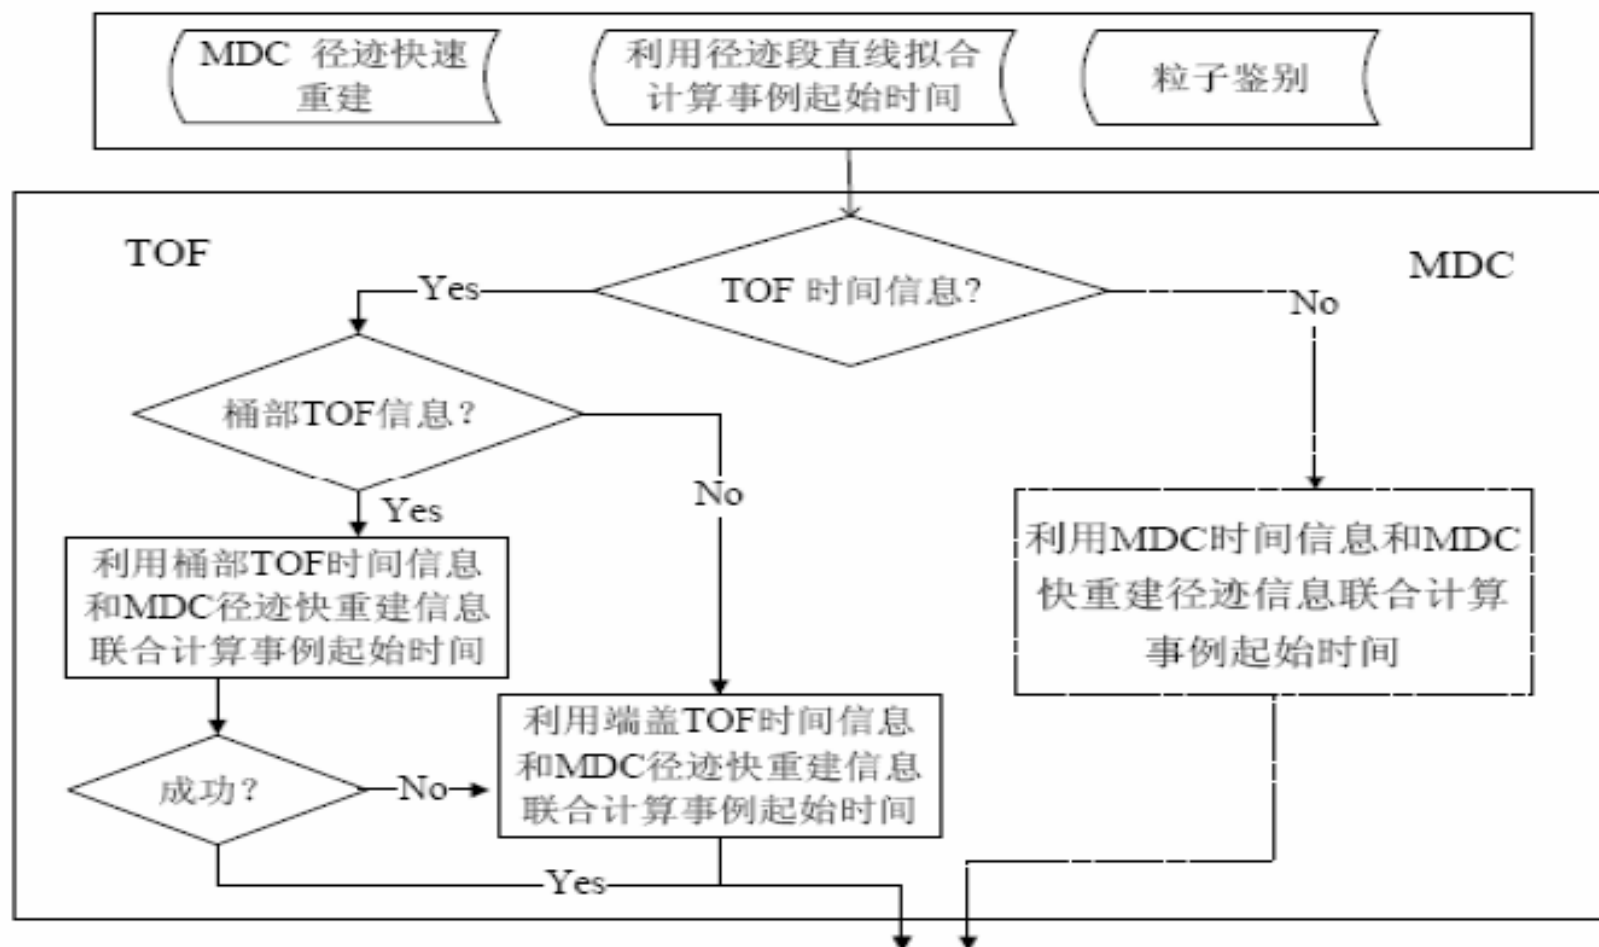 MDC 径迹快速
重建
利用径迹段直线拟合
计算事例起始时间
粒子鉴别
TOF
MDC
TOF 时间信息?
Yes
No
桶部TOF信息？
No
Yes
利用桶部TOF时间信息
和MDC径迹快重建信息
联合计算事例起始时间
利用MDC时间信息和MDC
快重建径迹信息联合计算
事例起始时间
利用端盖TOF时间信息
和MDC径迹快重建信息
联合计算事例起始时间
成功？
No
Yes